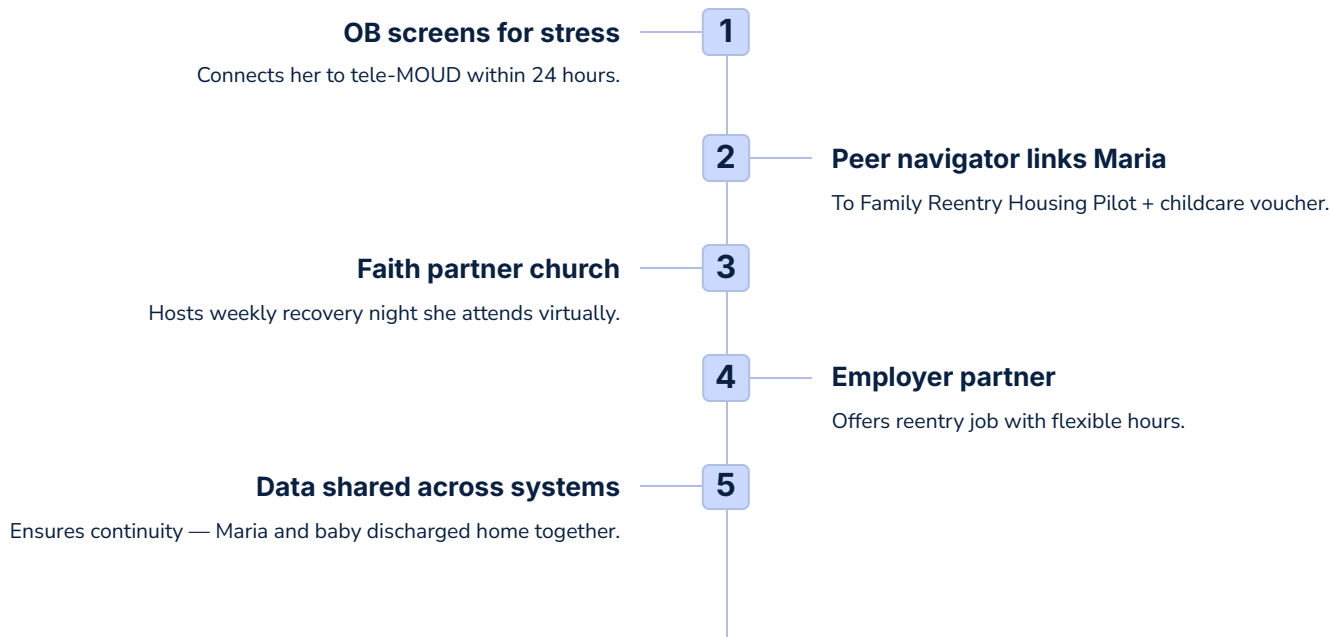 OB screens for stress
1
Connects her to tele-MOUD within 24 hours.
2
Peer navigator links Maria
To Family Reentry Housing Pilot + childcare voucher.
Faith partner church
3
Hosts weekly recovery night she attends virtually.
4
Employer partner
Offers reentry job with flexible hours.
Data shared across systems
5
Ensures continuity — Maria and baby discharged home together.